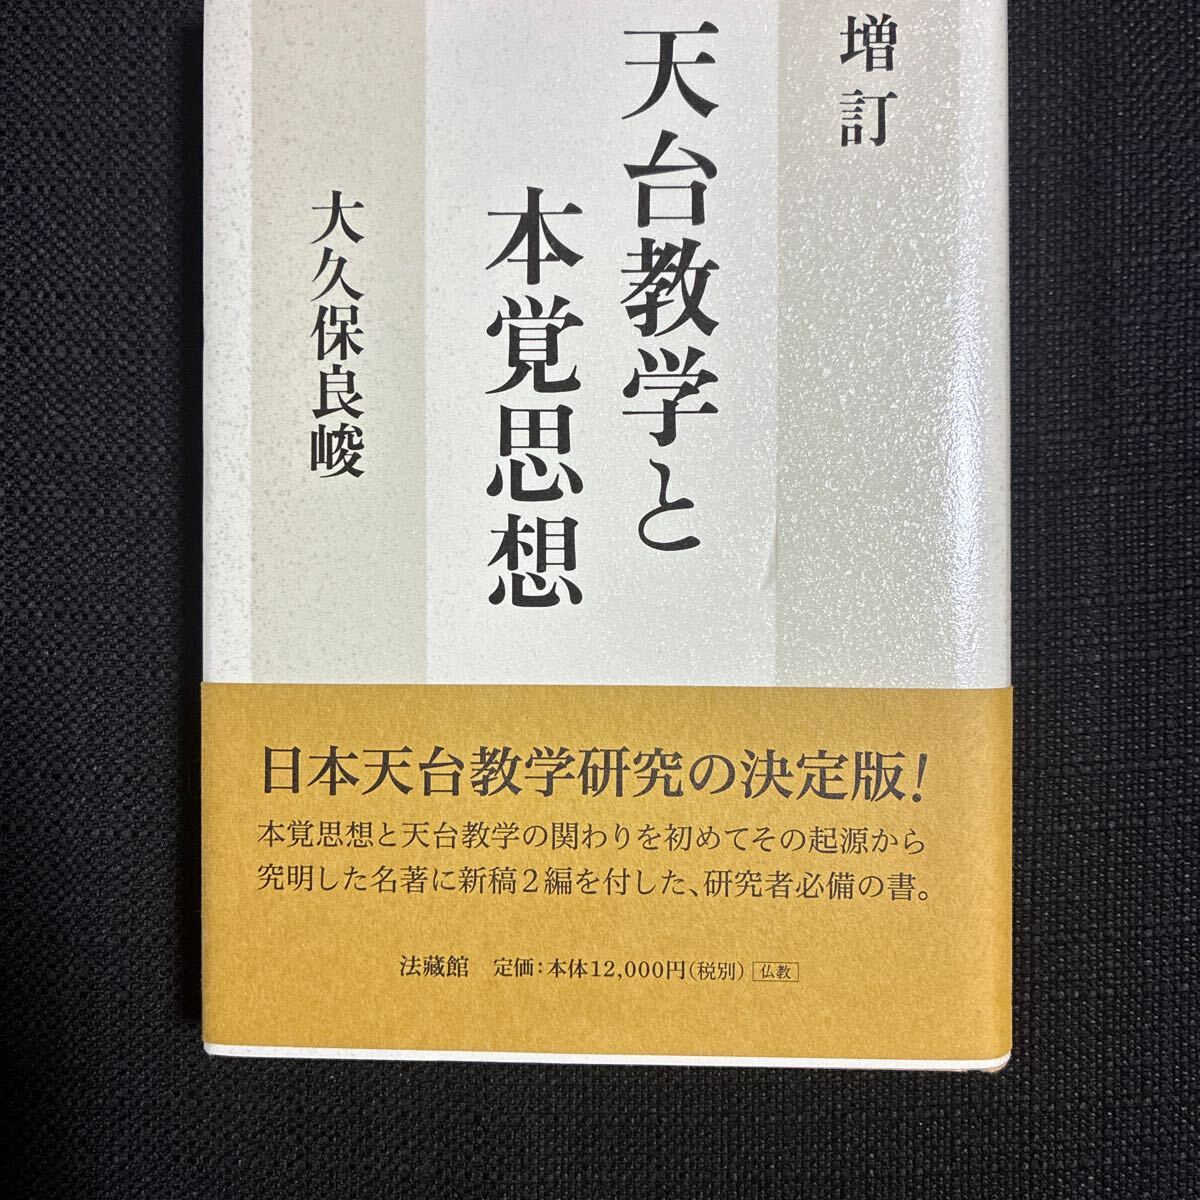 増訂
天台教学と
本覚思想
大久保良峻
日本天台教学研究の決定版!
本覚思想と天台教学の関わりを初めてその起源から
究明した名著に新稿2編を付した、研究者必備の書。
法藏館 定価:本体12,000円(税別) 仏教